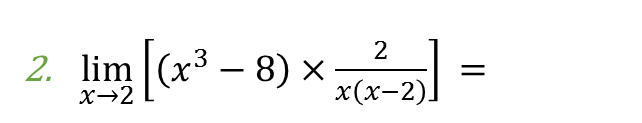 2. lim x→2 [(x³ − 8) × 2/x(x−2)] =